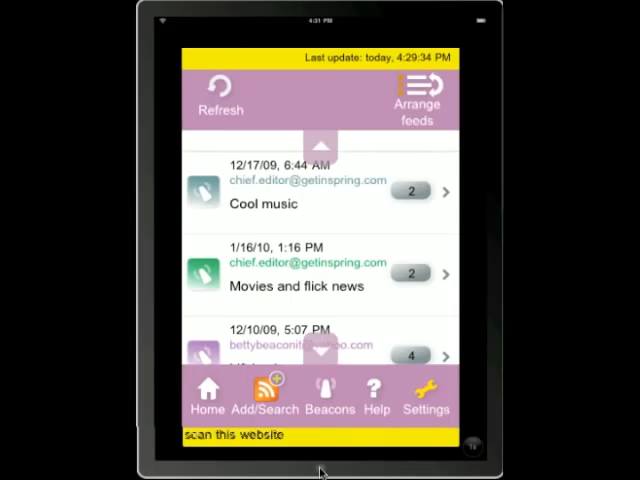 4:31 PM
Last update: today, 4:29:34 PM
Refresh
Arrange feeds
12/17/09, 6:44 AM
chief.editor@getinspring.com
Cool music
2
1/16/10, 1:16 PM
chief.editor@getinspring.com
Movies and flick news
2
12/10/09, 5:07 PM
4
Home
Add/Search
Beacons
Help
Settings
scan this website
1x